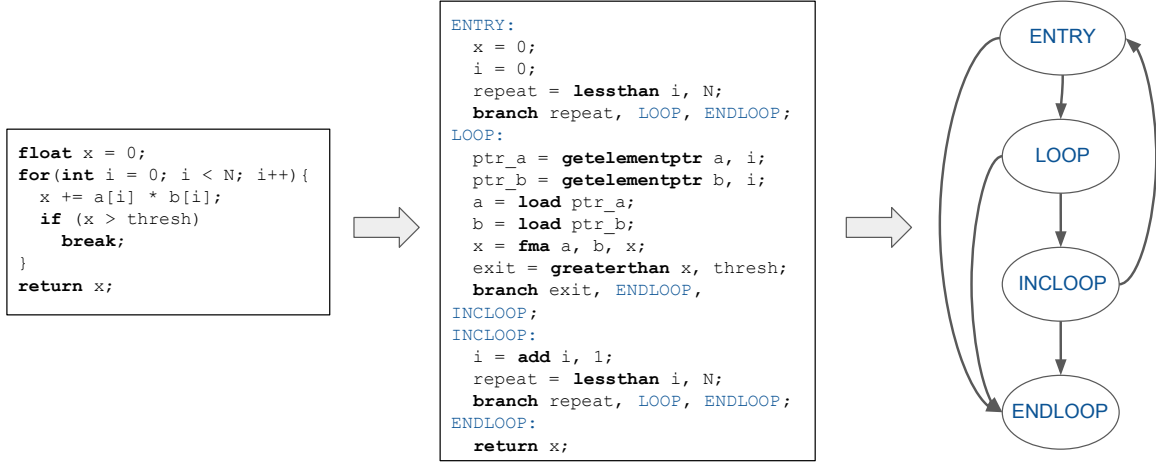 float x = 0;
for(int i = 0; i < N; i++){
x += a[i] * b[i];
if (x > thresh)
break;
}
return x;
ENTRY:
x = 0;
i = 0;
repeat = lessthan i, N;
branch repeat, LOOP, ENDLOOP;
LOOP:
ptr_a = getelementptr a, i;
ptr_b = getelementptr b, i;
a = load ptr_a;
b = load ptr_b;
x = fma a, b, x;
exit = greaterthan x, thresh;
branch exit, ENDLOOP,
INCLOOP;
INCLOOP:
i = add i, 1;
repeat = lessthan i, N;
branch repeat, LOOP, ENDLOOP;
ENDLOOP:
return x;
ENTRY
LOOP
INCLOOP
ENDLOOP